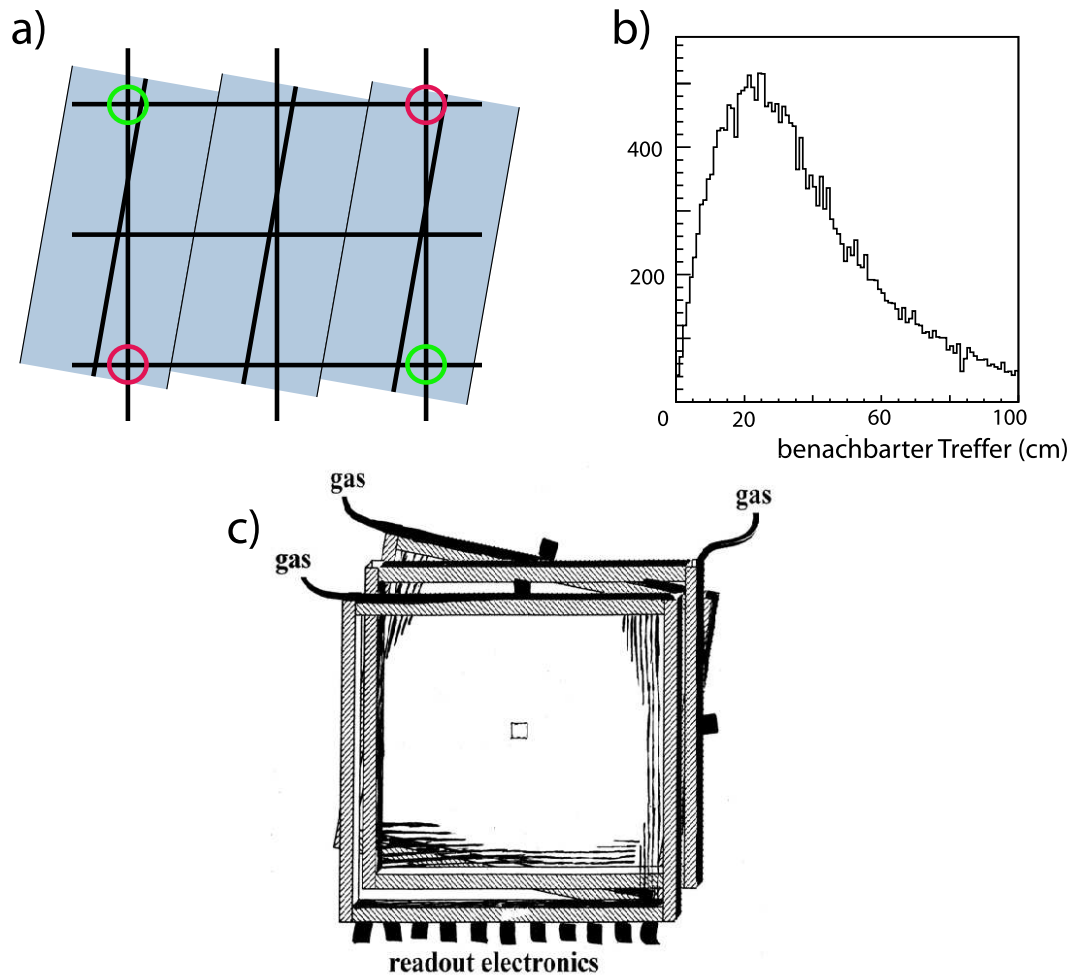 a)
b)
400
200
0
20
60
100
benachbarter Treffer (cm)
c)
gas
gas
gas
readout electronics